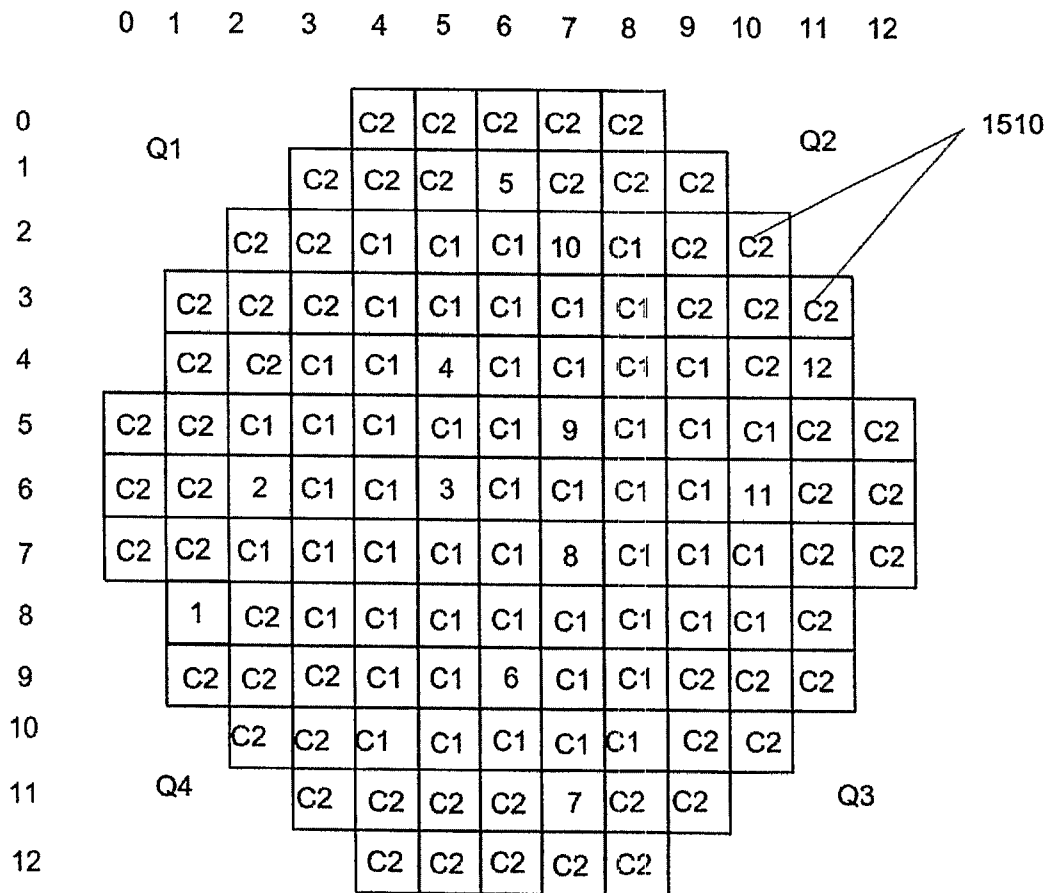 0 1 2 3 4 5 6 7 8 9 10 11 12
0 C2 C2 C2 C2 C2
Q1 Q2 1510
1 C2 C2 C2 5 C2 C2 C2
2 C2 C2 C1 C1 C1 10 C1 C2 C2
3 C2 C2 C2 C1 C1 C1 C1 C1 C2 C2 C2
4 C2 C2 C1 C1 4 C1 C1 C1 C1 C2 12
5 C2 C2 C1 C1 C1 C1 C1 9 C1 C1 C1 C2 C2
6 C2 C2 2 C1 C1 3 C1 C1 C1 C1 11 C2 C2
7 C2 C2 C1 C1 C1 C1 C1 8 C1 C1 C1 C2 C2
8 1 C2 C1 C1 C1 C1 C1 C1 C1 C1 C2
9 C2 C2 C2 C1 C1 6 C1 C1 C2 C2 C2
10 C2 C2 C1 C1 C1 C1 C1 C2 C2
Q4 Q3
11 C2 C2 C2 C2 7 C2 C2
12 C2 C2 C2 C2 C2